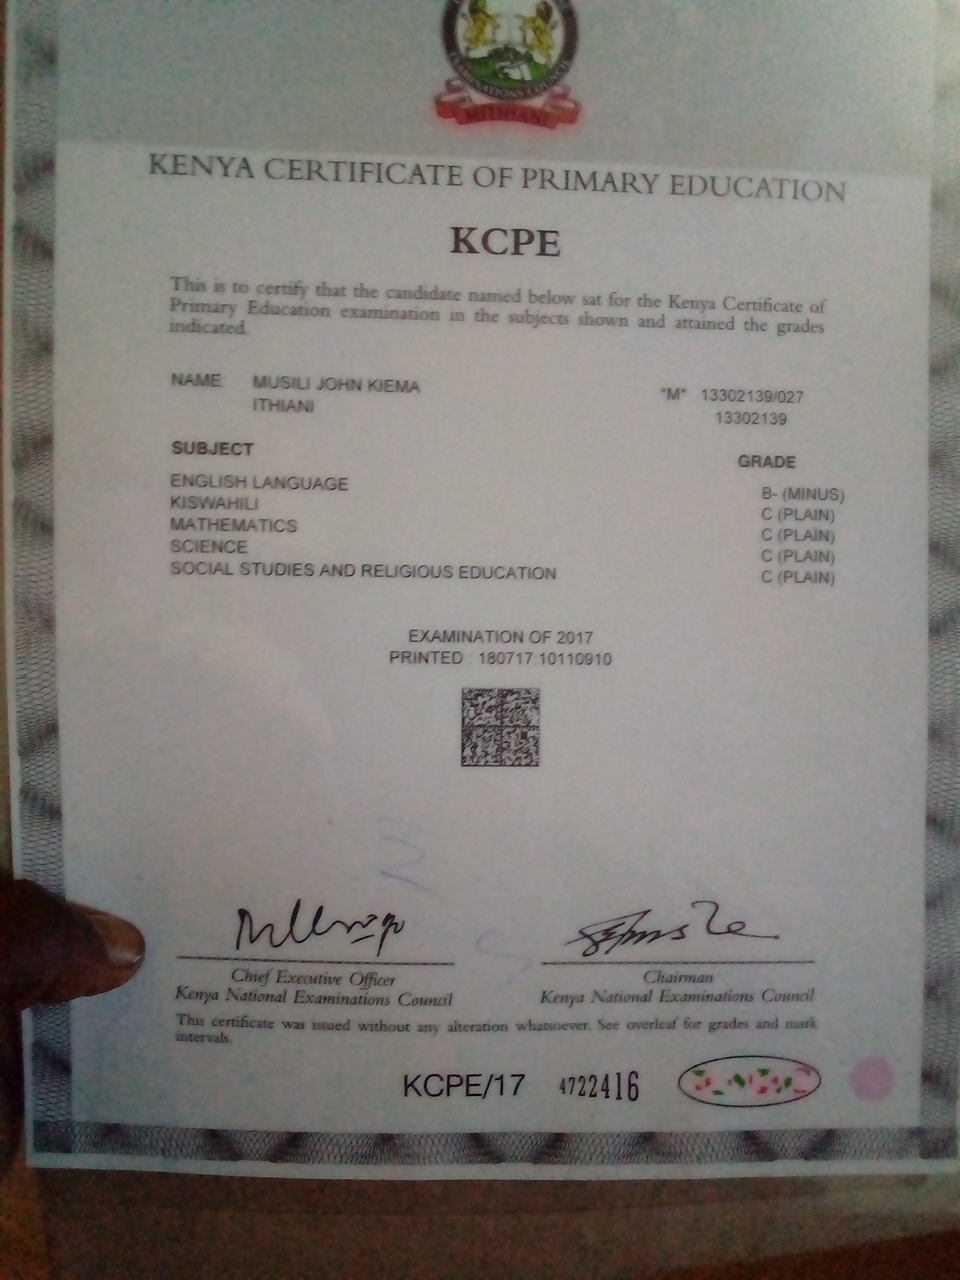 EXAMINATIONS COUNCIL
MITIHANI
KENYA CERTIFICATE OF PRIMARY EDUCATION
KCPE
This is to certify that the candidate named below sat for the Kenya Certificate of
Primary Education examination in the subjects shown and attained the grades
indicated.
NAME: MUSILI JOHN KIEMA "M" 13302139/027
ITHIANI 13302139
SUBJECT GRADE
ENGLISH LANGUAGE B- (MINUS)
KISWAHILI C (PLAIN)
MATHEMATICS C (PLAIN)
SCIENCE C (PLAIN)
SOCIAL STUDIES AND RELIGIOUS EDUCATION C (PLAIN)
EXAMINATION OF 2017
PRINTED : 180717:10110910
Chief Executive Officer Chairman
Kenya National Examinations Council Kenya National Examinations Council
This certificate was issued without any alteration whatsoever. See overleaf for grades and mark
intervals.
KCPE/17 4722416